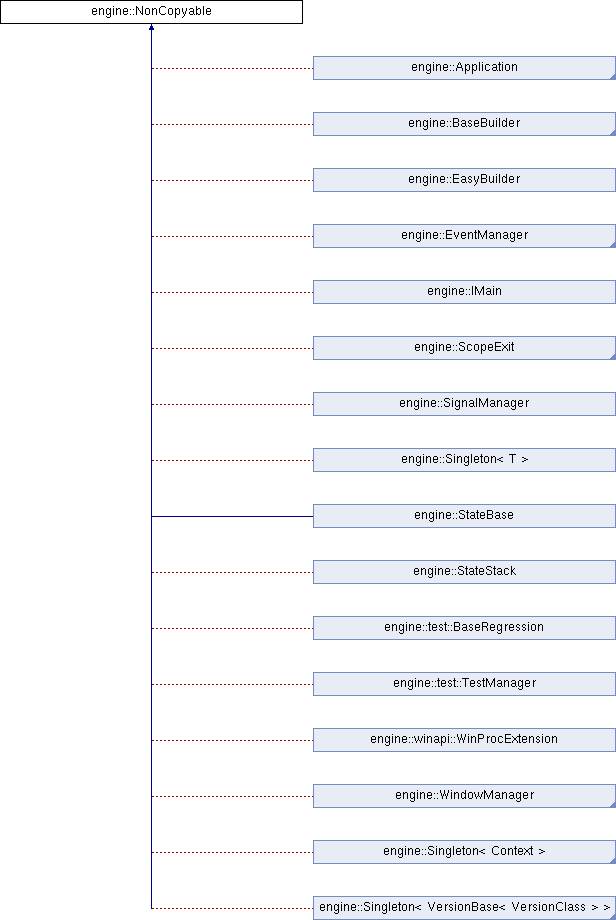 engine::NonCopyable
engine::Application
engine::BaseBuilder
engine::EasyBuilder
engine::EventManager
engine::IMain
engine::ScopeExit
engine::SignalManager
engine::Singleton< T >
engine::StateBase
engine::StateStack
engine::test::BaseRegression
engine::test::TestManager
engine::winapi::WinProcExtension
engine::WindowManager
engine::Singleton< Context >
engine::Singleton< VersionBase< VersionClass > >